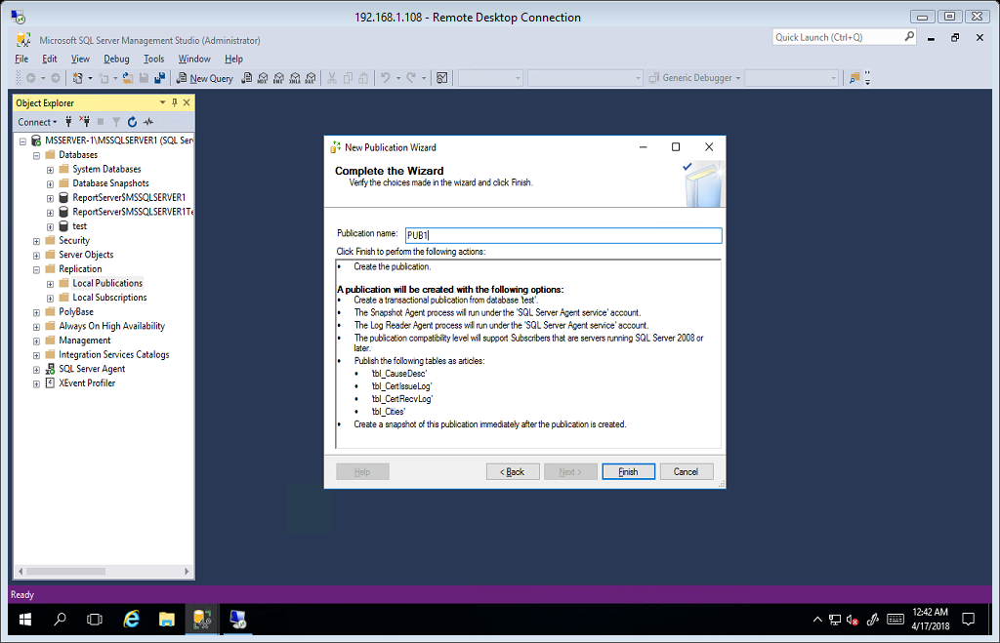 192.168.1.108 - Remote Desktop Connection
Microsoft SQL Server Management Studio (Administrator)
Quick Launch (Ctrl+Q)
File Edit View Debug Tools Window Help
New Query
MDX DMX XMLA DAX
Generic Debugger
Object Explorer
Connect
MSSERVER-1\MSSQLSERVER1 (SQL Ser
Databases
System Databases
Database Snapshots
ReportServer$MSSQLSERVER1
ReportServer$MSSQLSERVER1Te
test
Security
Server Objects
Replication
Local Publications
Local Subscriptions
PolyBase
Always On High Availability
Management
Integration Services Catalogs
SQL Server Agent
XEvent Profiler
New Publication Wizard
Complete the Wizard
Verify the choices made in the wizard and click Finish.
Publication name: PUB1
Click Finish to perform the following actions:
• Create the publication.
A publication will be created with the following options:
• Create a transactional publication from database 'test'.
• The Snapshot Agent process will run under the 'SQL Server Agent service' account.
• The Log Reader Agent process will run under the 'SQL Server Agent service' account.
• The publication compatibility level will support Subscribers that are servers running SQL Server 2008 or
later.
• Publish the following tables as articles:
• 'tbl_CauseDesc'
• 'tbl_CertIssueLog'
• 'tbl_CertRecvLog'
• 'tbl_Cities'
• Create a snapshot of this publication immediately after the publication is created.
Help < Back Next > Finish Cancel
Ready
12:42 AM
4/17/2018